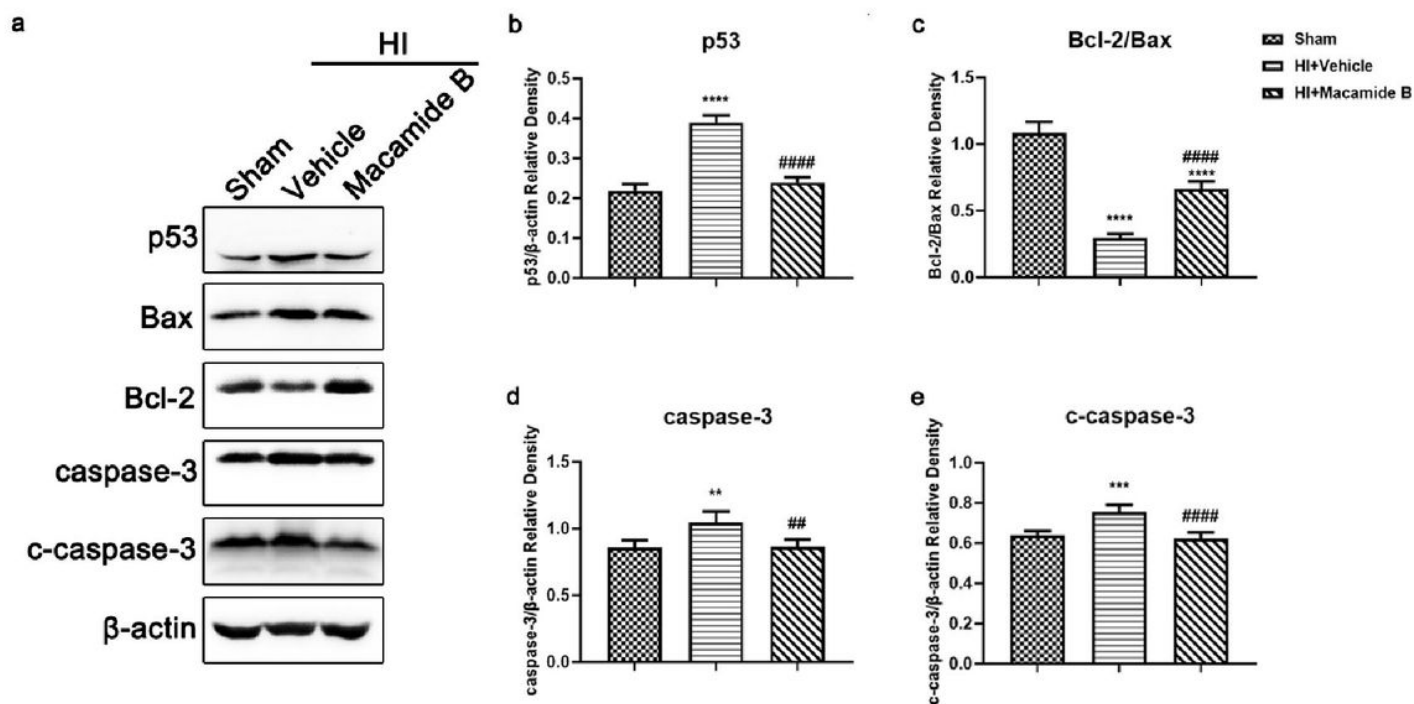 a
HI
Sham
Vehicle
Macamide B
p53
Bax
Bcl-2
caspase-3
c-caspase-3
β-actin
b
p53
p53/β-actin Relative Density
0.5
0.4
0.3
0.2
0.1
0.0
****
####
c
Bcl-2/Bax
Bcl-2/Bax Relative Density
1.5
1.0
0.5
0.0
****
####
****
Sham
HI+Vehicle
HI+Macamide B
d
caspase-3
caspase-3/β-actin Relative Density
1.5
1.0
0.5
0.0
**
##
e
c-caspase-3
c-caspase-3/β-actin Relative Density
1.0
0.8
0.6
0.4
0.2
0.0
***
####